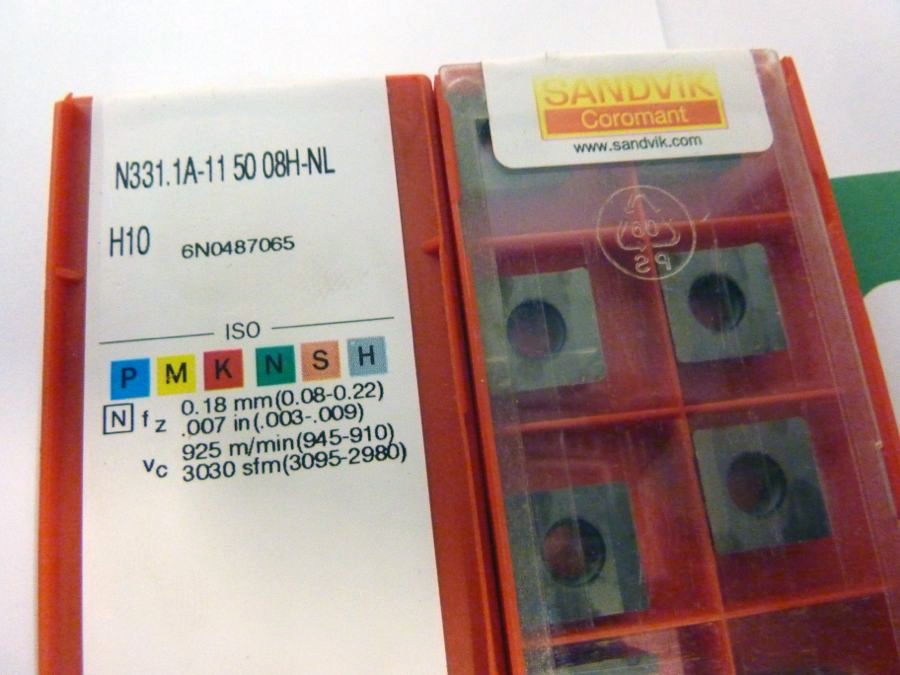 N331.1A-11 50 08H-NL
H10 6N0487065
ISO
P M K N S H
N fz 0.18 mm(0.08-0.22)
.007 in(.003-.009)
vc 925 m/min(945-910)
3030 sfm(3095-2980)
SANDVIK
Coromant
www.sandvik.com
PS